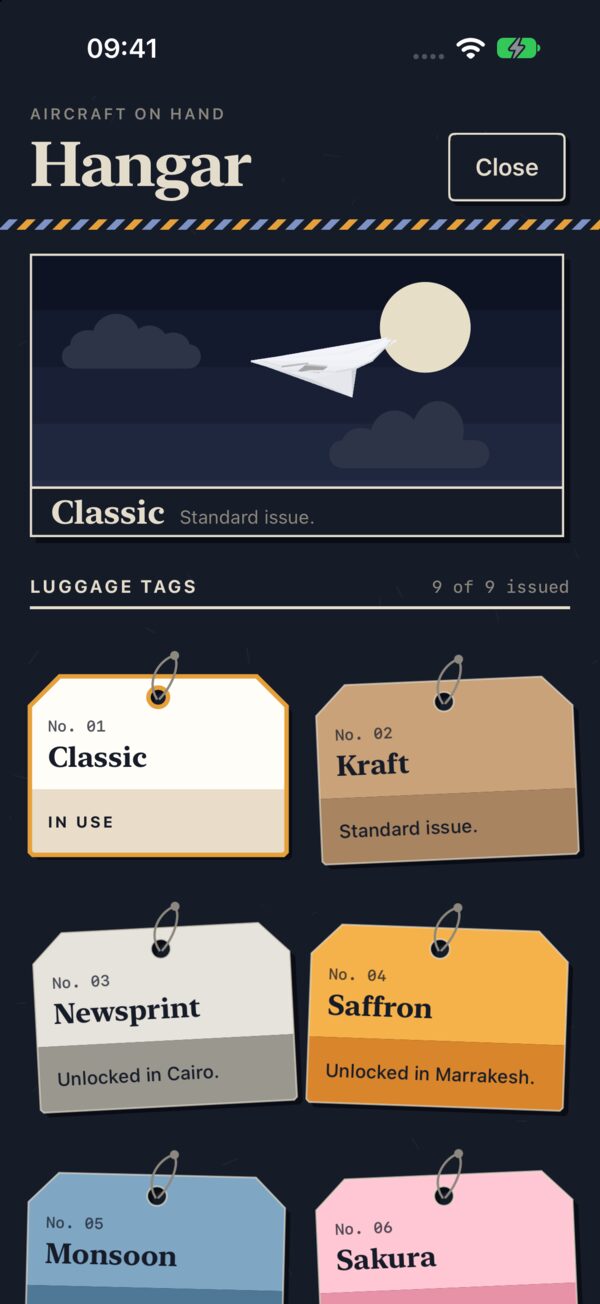 09:41
AIRCRAFT ON HAND
Hangar
Close
Classic Standard issue.
LUGGAGE TAGS
9 of 9 issued
No. 01
Classic
IN USE
No. 02
Kraft
Standard issue.
No. 03
Newsprint
Unlocked in Cairo.
No. 04
Saffron
Unlocked in Marrakesh.
No. 05
Monsoon
No. 06
Sakura